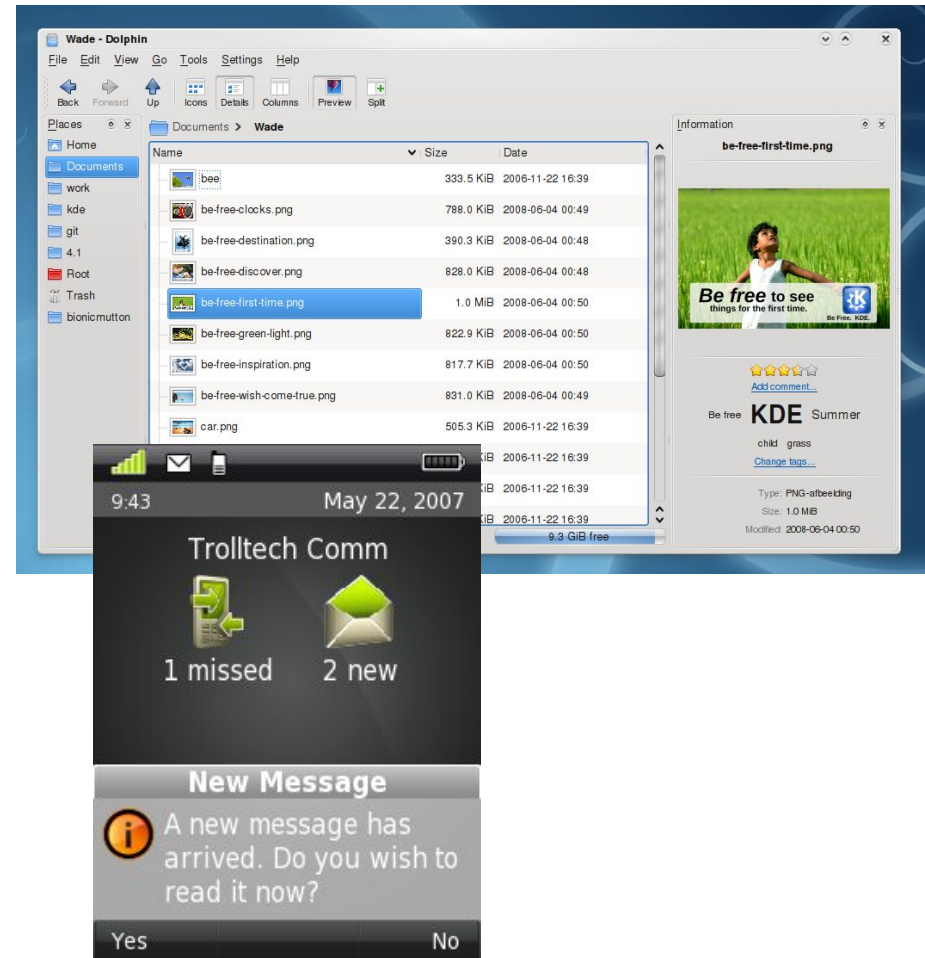 Wade - Dolphin
File Edit View Go Tools Settings Help
Back Forward Up Icons Details Columns Preview Split
Places
Home
Documents
work
kde
git
4.1
Root
Trash
bionicmutton
Documents > Wade
Name Size Date
bee 333.5 KiB 2006-11-22 16:39
be-free-clocks.png 788.0 KiB 2008-06-04 00:49
be-free-destination.png 390.3 KiB 2008-06-04 00:48
be-free-discover.png 828.0 KiB 2008-06-04 00:48
be-free-first-time.png 1.0 MiB 2008-06-04 00:50
be-free-green-light.png 822.9 KiB 2008-06-04 00:50
be-free-inspiration.png 817.7 KiB 2008-06-04 00:50
be-free-wish-come-true.png 831.0 KiB 2008-06-04 00:49
car.png 505.3 KiB 2006-11-22 16:39
KiB 2006-11-22 16:39
KiB 2006-11-22 16:39
KiB 2006-11-22 16:39
9.3 GiB free
Information
be-free-first-time.png
Be free to see
things for the first time.
Be Free. KDE.
Add comment...
Be free KDE Summer
child grass
Change tags...
Type: PNG-afbeelding
Size: 1.0 MiB
Modified: 2008-06-04 00:50
9:43 May 22, 2007
Trolltech Comm
1 missed 2 new
New Message
A new message has
arrived. Do you wish to
read it now?
Yes No